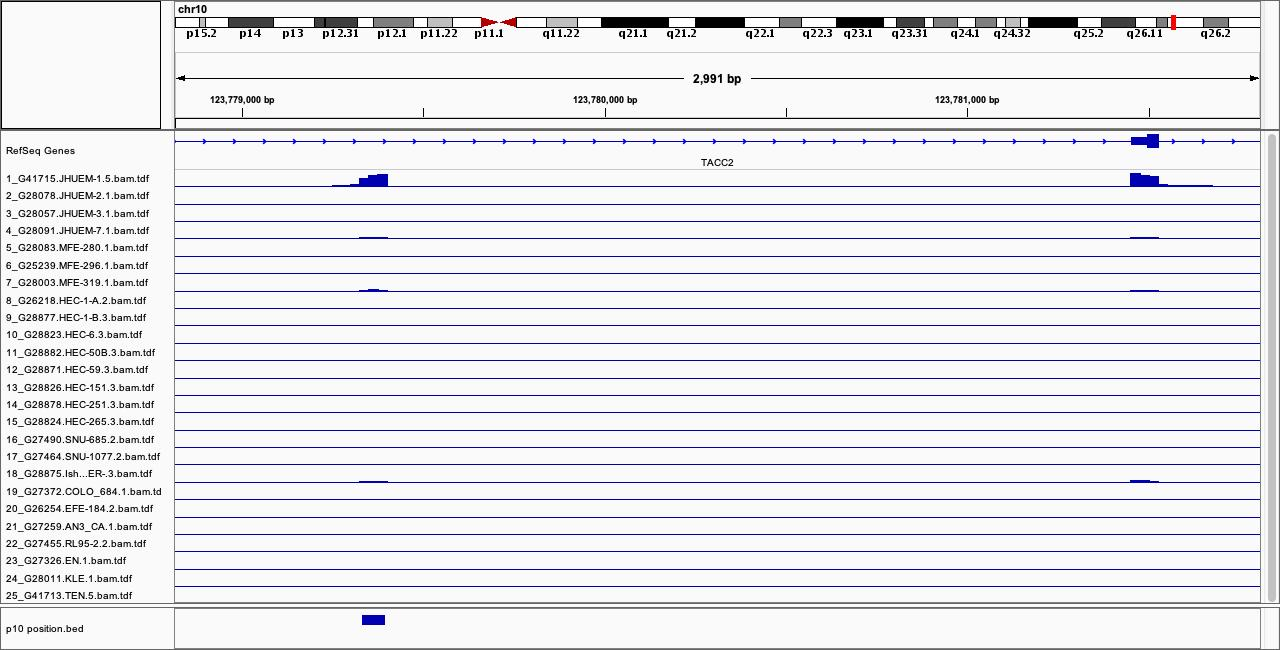 chr10
p15.2 p14 p13 p12.31 p12.1 p11.22 p11.1 q11.22 q21.1 q21.2 q22.1 q22.3 q23.1 q23.31 q24.1 q24.32 q25.2 q26.11 q26.2
2,991 bp
123,779,000 bp 123,780,000 bp 123,781,000 bp
RefSeq Genes
TACC2
1_G41715.JHUEM-1.5.bam.tdf
2_G28078.JHUEM-2.1.bam.tdf
3_G28057.JHUEM-3.1.bam.tdf
4_G28091.JHUEM-7.1.bam.tdf
5_G28083.MFE-280.1.bam.tdf
6_G25239.MFE-296.1.bam.tdf
7_G28003.MFE-319.1.bam.tdf
8_G26218.HEC-1-A.2.bam.tdf
9_G28877.HEC-1-B.3.bam.tdf
10_G28823.HEC-6.3.bam.tdf
11_G28882.HEC-50B.3.bam.tdf
12_G28871.HEC-59.3.bam.tdf
13_G28826.HEC-151.3.bam.tdf
14_G28878.HEC-251.3.bam.tdf
15_G28824.HEC-265.3.bam.tdf
16_G27490.SNU-685.2.bam.tdf
17_G27464.SNU-1077.2.bam.tdf
18_G28875.Ish...ER-.3.bam.tdf
19_G27372.COLO_684.1.bam.td
20_G26254.EFE-184.2.bam.tdf
21_G27259.AN3_CA.1.bam.tdf
22_G27455.RL95-2.2.bam.tdf
23_G27326.EN.1.bam.tdf
24_G28011.KLE.1.bam.tdf
25_G41713.TEN.5.bam.tdf
p10 position.bed